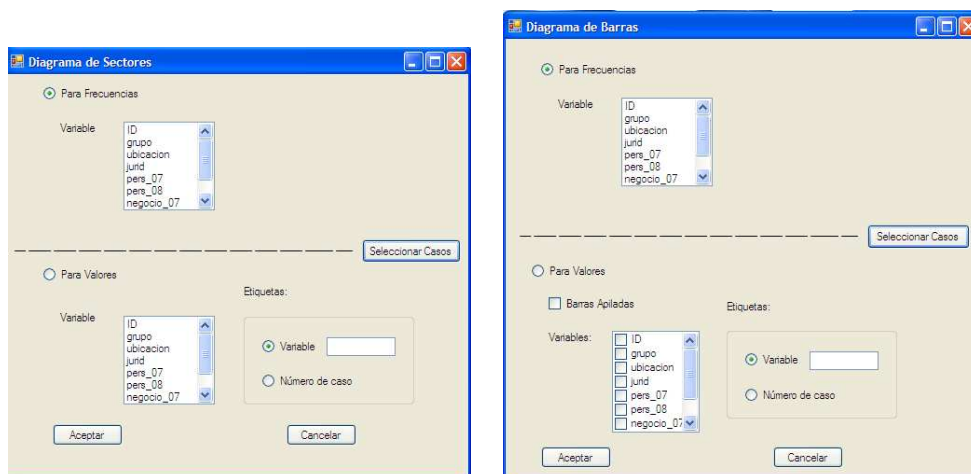 Diagrama de Sectores
Para Frecuencias
Variable
ID
grupo
ubicacion
jurid
pers_07
pers_08
negocio_07
Seleccionar Casos
Para Valores
Etiquetas:
Variable
ID
grupo
ubicacion
jurid
pers_07
pers_08
negocio_07
Variable
Número de caso
Aceptar
Cancelar
Diagrama de Barras
Para Frecuencias
Variable
ID
grupo
ubicacion
jurid
pers_07
pers_08
negocio_07
Seleccionar Casos
Para Valores
Barras Apiladas
Etiquetas:
Variables:
ID
grupo
ubicacion
jurid
pers_07
pers_08
negocio_07
Variable
Número de caso
Aceptar
Cancelar